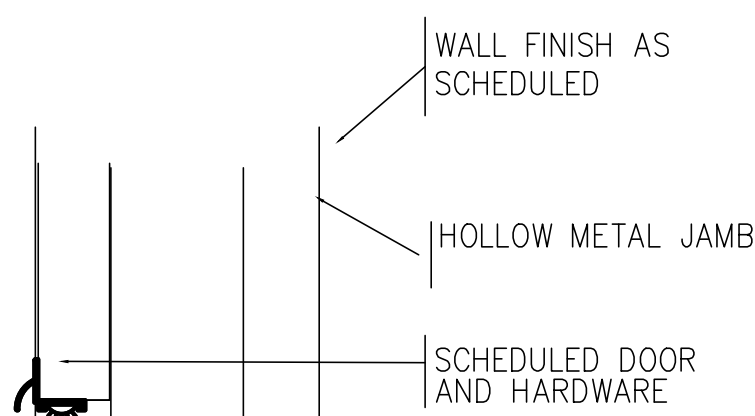 WALL FINISH AS
SCHEDULED
HOLLOW METAL JAMB
SCHEDULED DOOR
AND HARDWARE